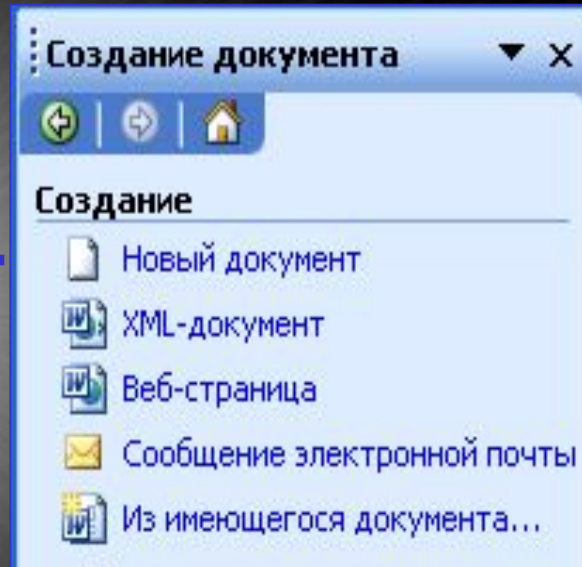 Создание документа
Создание
Новый документ
XML-документ
Веб-страница
Сообщение электронной почты
Из имеющегося документа...